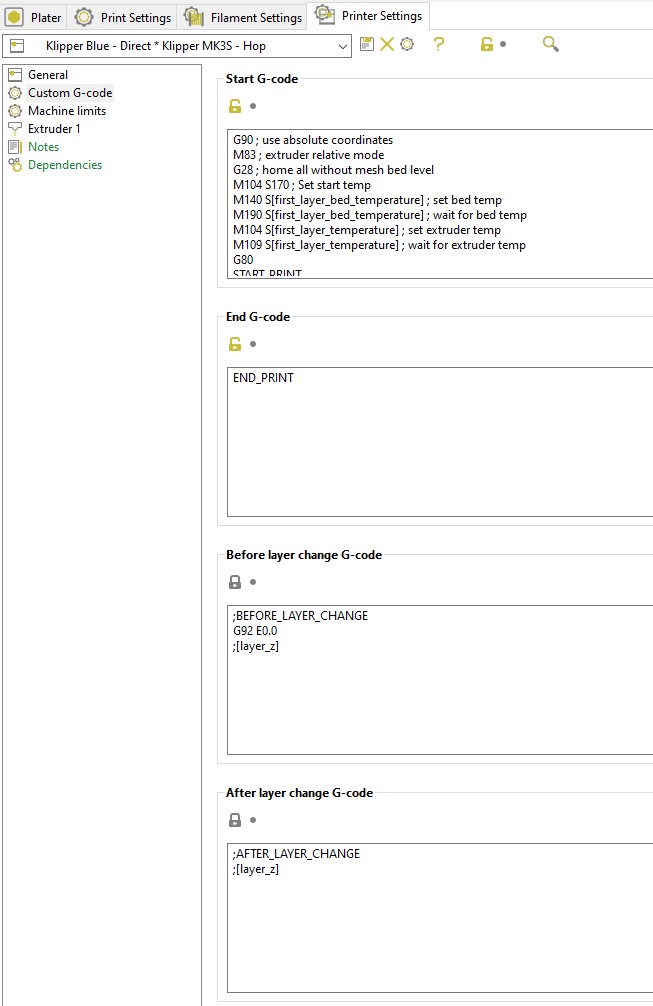 Plater
Print Settings
Filament Settings
Printer Settings
Klipper Blue - Direct * Klipper MK3S - Hop
?
General
Custom G-code
Machine limits
Extruder 1
Notes
Dependencies
Start G-code
G90 ; use absolute coordinates
M83 ; extruder relative mode
G28 ; home all without mesh bed level
M104 S170 ; Set start temp
M140 S[first_layer_bed_temperature] ; set bed temp
M190 S[first_layer_bed_temperature] ; wait for bed temp
M104 S[first_layer_temperature] ; set extruder temp
M109 S[first_layer_temperature] ; wait for extruder temp
G80
START_PRINT
End G-code
END_PRINT
Before layer change G-code
;BEFORE_LAYER_CHANGE
G92 E0.0
;[layer_z]
After layer change G-code
;AFTER_LAYER_CHANGE
;[layer_z]